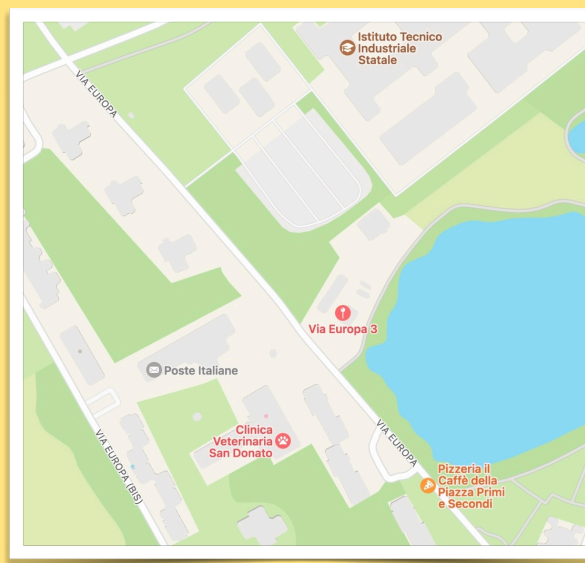 Istituto Tecnico
Industriale
Statale
VIA EUROPA
Via Europa 3
Poste Italiane
Clinica
Veterinaria
San Donato
VIA EUROPA
VIA EUROPA (BIS)
Pizzeria il
Caffè della
Piazza Primi
e Secondi